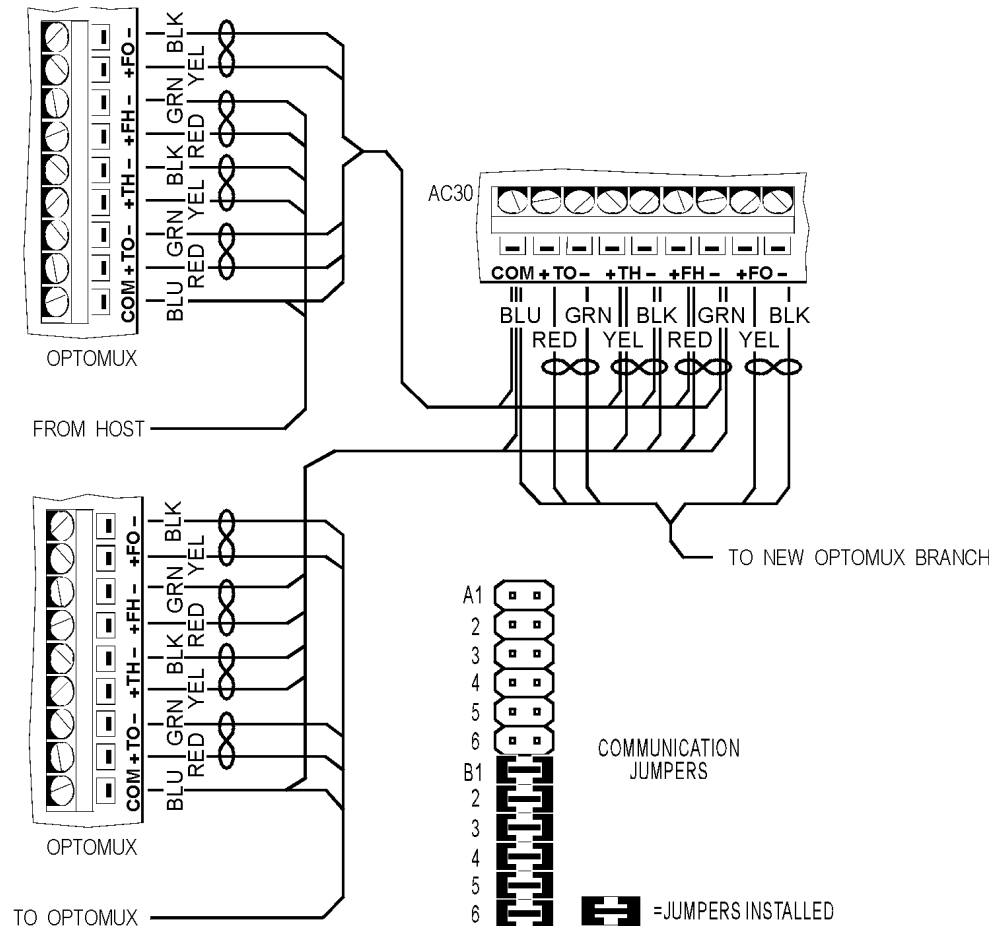 +FO -
+FH -
+TH -
+TO-
COM
BLK
YEL
GRN
RED
BLK
YEL
GRN
RED
BLU
OPTOMUX
FROM HOST
AC30
COM + TO - +TH - +FH - +FO -
BLU GRN BLK GRN BLK
RED YEL RED YEL
TO NEW OPTOMUX BRANCH
+FO-
+FH -
+TH -
+TO-
COM
BLK
YEL
GRN
RED
BLK
YEL
GRN
RED
BLU
OPTOMUX
TO OPTOMUX
A1
2
3
4
5
6
B1
2
3
4
5
6
COMMUNICATION
JUMPERS
=JUMPERS INSTALLED